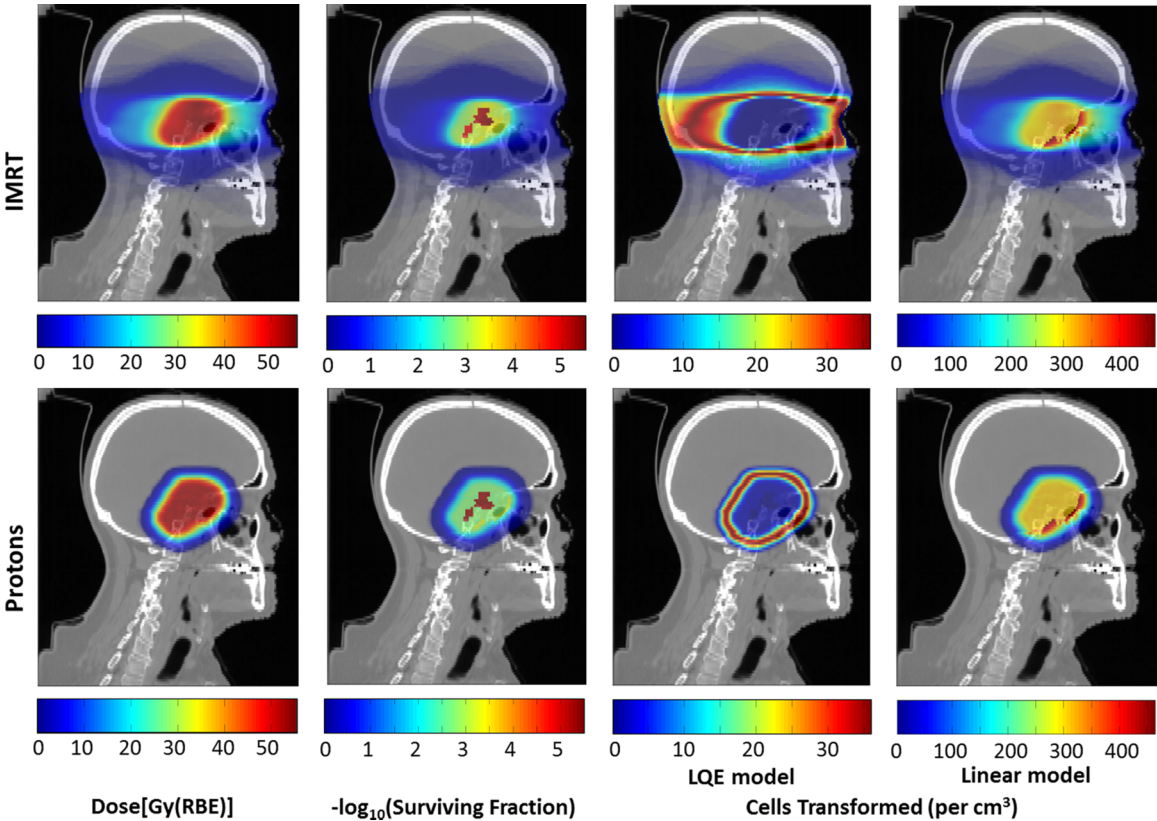 IMRT
0 10 20 30 40 50
0 1 2 3 4 5
0 10 20 30
0 100 200 300 400
Protons
0 10 20 30 40 50
0 1 2 3 4 5
0 10 20 30
0 100 200 300 400
LQE model
Linear model
Dose[Gy(RBE)]
-log10(Surviving Fraction)
Cells Transformed (per cm³)